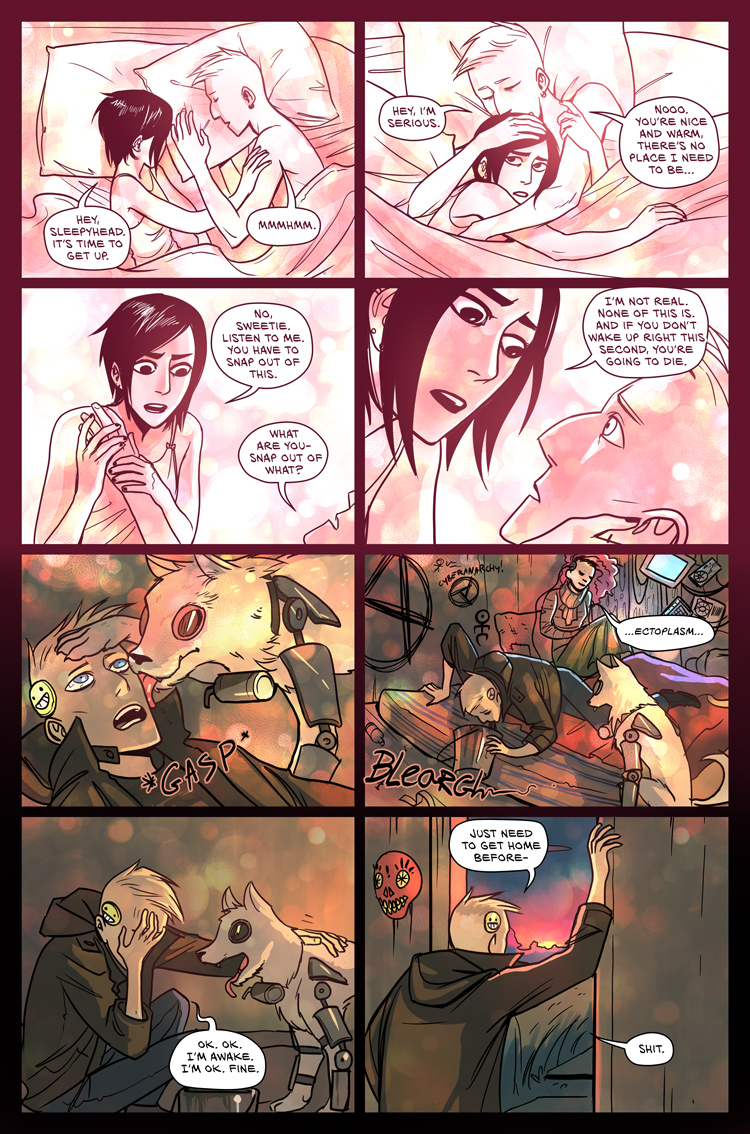 HEY,
SLEEPYHEAD.
IT'S TIME TO
GET UP.
MMMHMM.
HEY, I'M
SERIOUS.
NOOO.
YOU'RE NICE
AND WARM,
THERE'S NO
PLACE I NEED
TO BE...
NO,
SWEETIE.
LISTEN TO ME.
YOU HAVE TO
SNAP OUT OF
THIS.
WHAT
ARE YOU-
SNAP OUT OF
WHAT?
I'M NOT REAL.
NONE OF THIS IS.
AND IF YOU DON'T
WAKE UP RIGHT THIS
SECOND, YOU'RE
GOING TO DIE.
*GASP*
CYBERANARCHY.
...ECTOPLASM...
BLEARGH
OK. OK.
I'M AWAKE.
I'M OK. FINE.
JUST NEED
TO GET HOME
BEFORE-
SHIT.